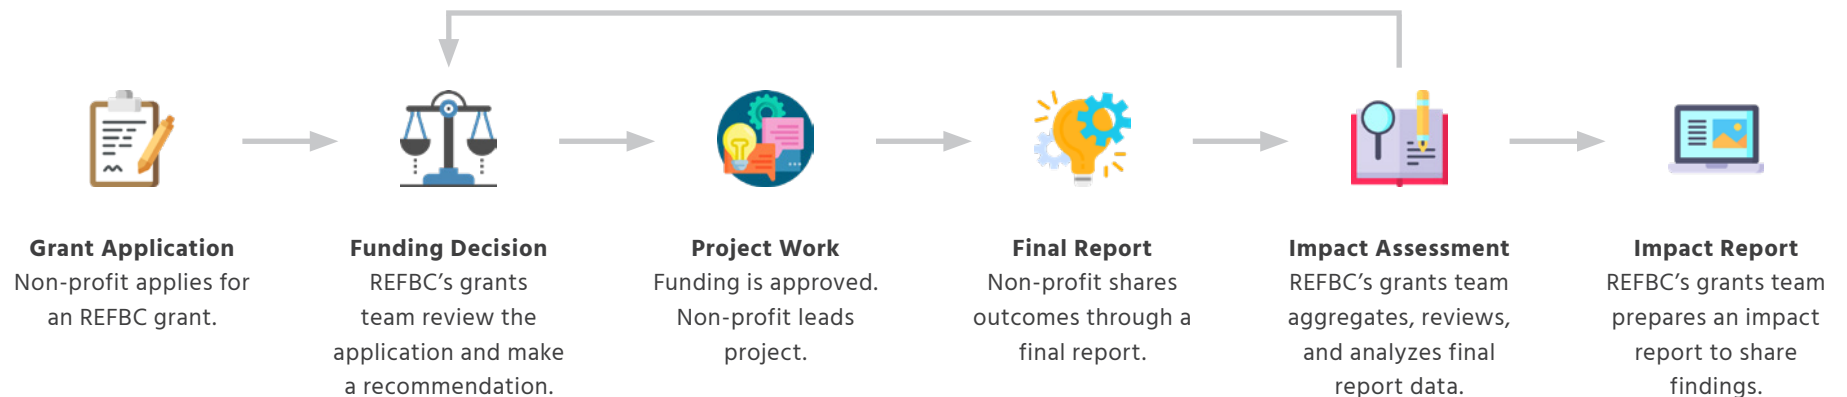 Grant Application
Non-profit applies for
an REFBC grant.
Funding Decision
REFBC’s grants
team review the
application and make
a recommendation.
Project Work
Funding is approved.
Non-profit leads
project.
Final Report
Non-profit shares
outcomes through a
final report.
Impact Assessment
REFBC’s grants team
aggregates, reviews,
and analyzes final
report data.
Impact Report
REFBC’s grants team
prepares an impact
report to share
findings.